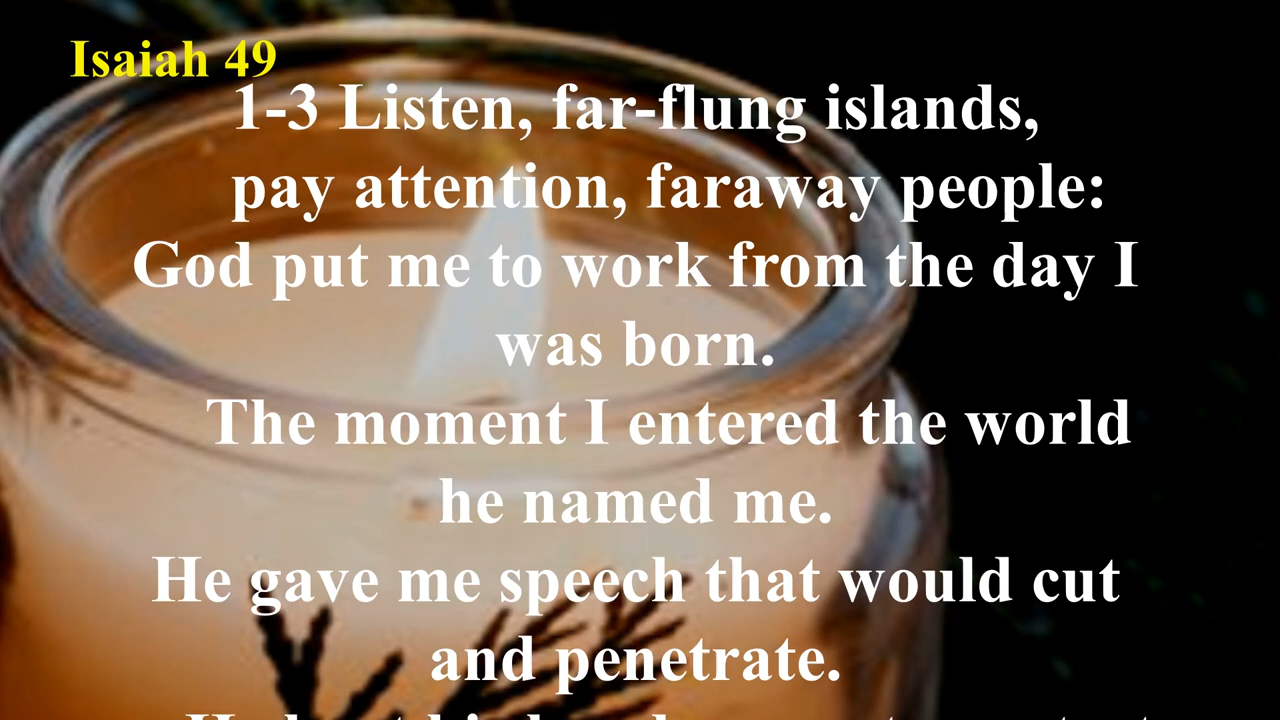 Isaiah 49
1-3 Listen, far-flung islands,
pay attention, faraway people:
God put me to work from the day I
was born.
The moment I entered the world
he named me.
He gave me speech that would cut
and penetrate.